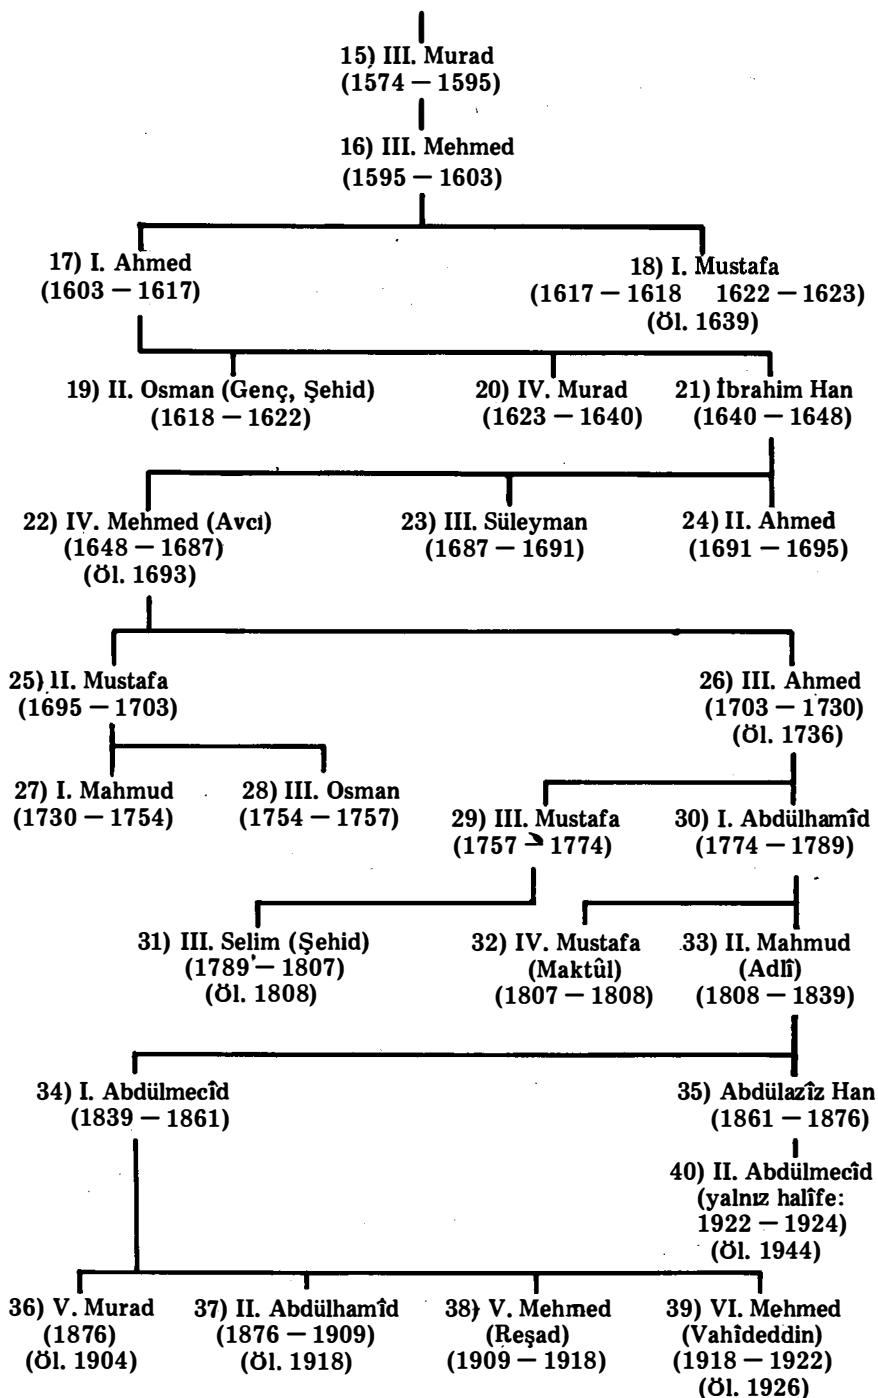 15) III. Murad
(1574 — 1595)
16) III. Mehmed
(1595 — 1603)
17) I. Ahmed
(1603 — 1617)
18) I. Mustafa
(1617 — 1618 1622 — 1623)
(Öl. 1639)
19) II. Osman (Genç, Şehid)
(1618 — 1622)
20) IV. Murad
(1623 — 1640)
21) İbrahim Han
(1640 — 1648)
22) IV. Mehmed (Avcı)
(1648 — 1687)
(Öl. 1693)
23) III. Süleyman
(1687 — 1691)
24) II. Ahmed
(1691 — 1695)
25) II. Mustafa
(1695 — 1703)
26) III. Ahmed
(1703 — 1730)
(Öl. 1736)
27) I. Mahmud
(1730 — 1754)
28) III. Osman
(1754 — 1757)
29) III. Mustafa
(1757 — 1774)
30) I. Abdülhamîd
(1774 — 1789)
31) III. Selim (Şehid)
(1789 — 1807)
(Öl. 1808)
32) IV. Mustafa
(Maktûl)
(1807 — 1808)
33) II. Mahmud
(Adlî)
(1808 — 1839)
34) I. Abdülmecîd
(1839 — 1861)
35) Abdülazîz Han
(1861 — 1876)
40) II. Abdülmecîd
(yalnız halîfe:
1922 — 1924)
(Öl. 1944)
36) V. Murad
(1876)
(Öl. 1904)
37) II. Abdülhamîd
(1876 — 1909)
(Öl. 1918)
38) V. Mehmed
(Reşad)
(1909 — 1918)
39) VI. Mehmed
(Vahîdeddin)
(1918 — 1922)
(Öl. 1926)